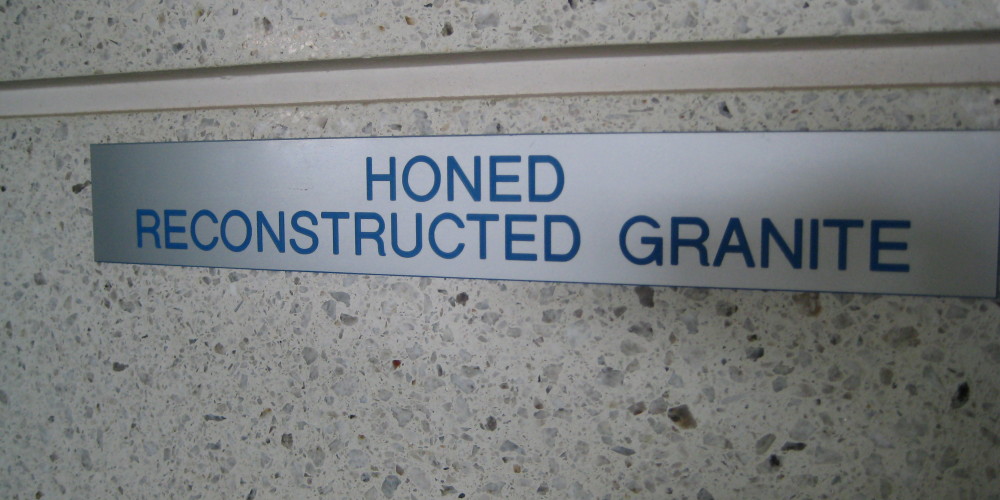 HONED
RECONSTRUCTED GRANITE